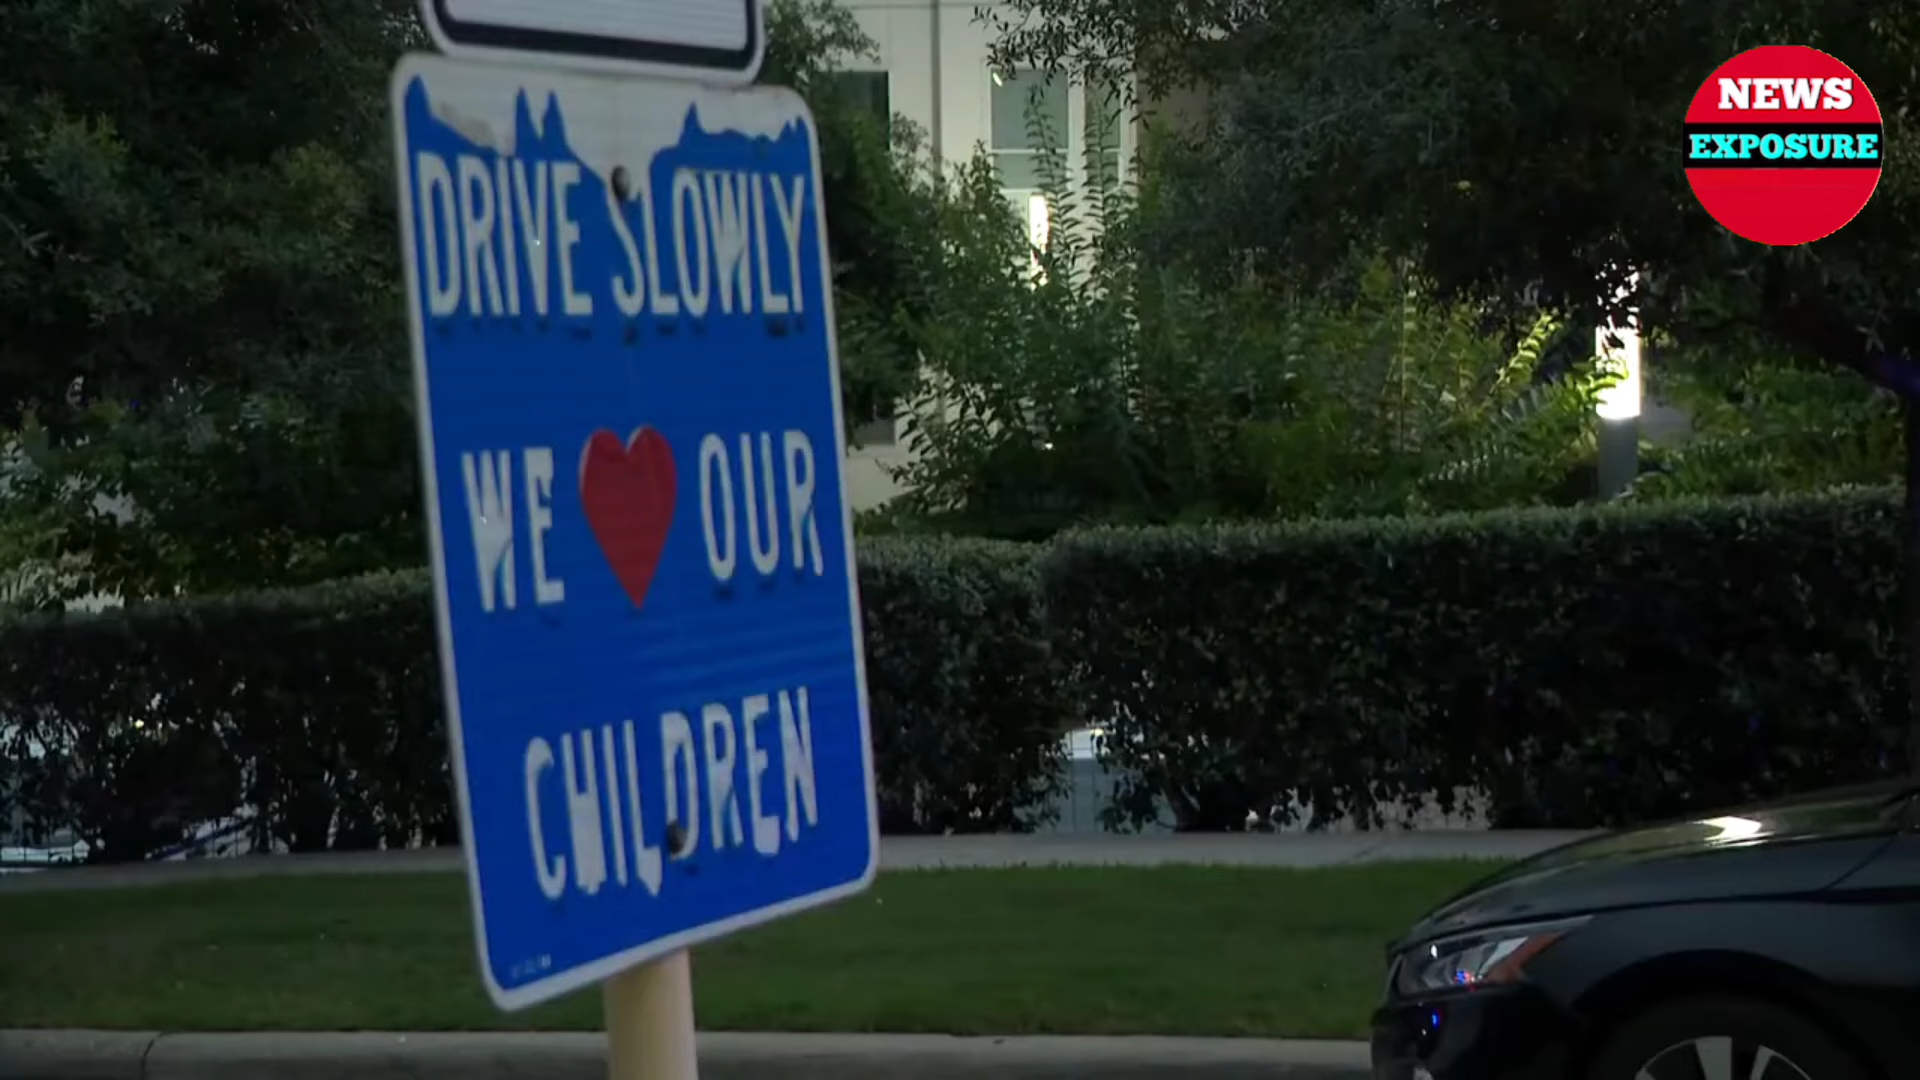 DRIVE SLOWLY
WE ❤ OUR
CHILDREN
NEWS
EXPOSURE